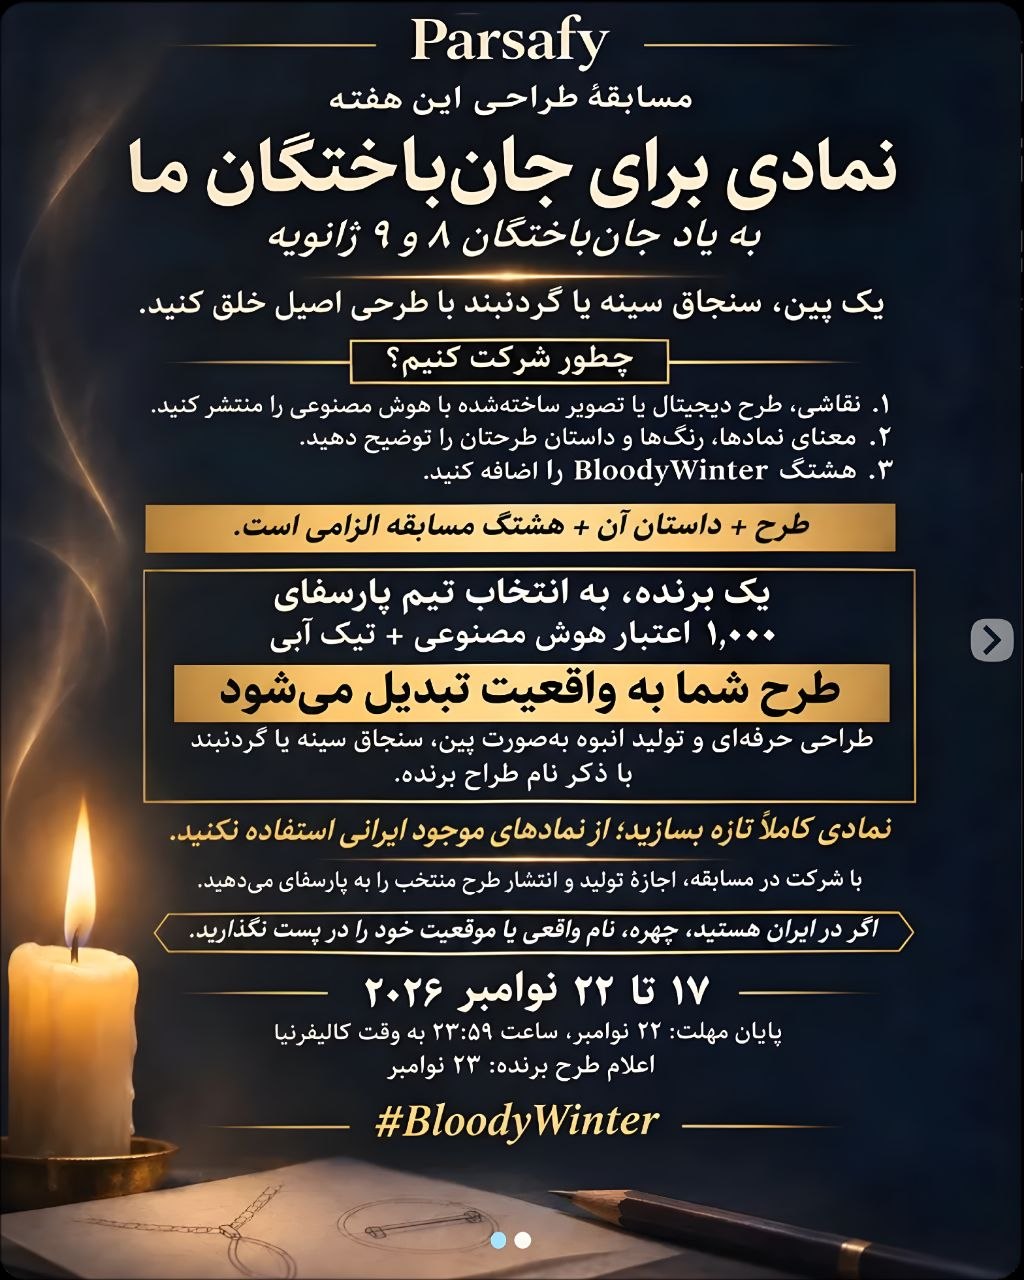 Parsafy
مسابقهٔ طراحی این هفته
نمادی برای جان‌باختگان ما
به یاد جان‌باختگان ۸ و ۹ ژانویه
یک پین، سنجاق سینه یا گردنبند با طرحی اصیل خلق کنید.
چطور شرکت کنیم؟
۱. نقاشی، طرح دیجیتال یا تصویر ساخته‌شده با هوش مصنوعی را منتشر کنید.
۲. معنای نمادها، رنگ‌ها و داستان طرحتان را توضیح دهید.
۳. هشتگ BloodyWinter را اضافه کنید.
طرح + داستان آن + هشتگ مسابقه الزامی است.
یک برنده، به انتخاب تیم پارسفای
۱,۰۰۰ اعتبار هوش مصنوعی + تیک آبی
طرح شما به واقعیت تبدیل می‌شود
طراحی حرفه‌ای و تولید انبوه به‌صورت پین، سنجاق سینه یا گردنبند
با ذکر نام طراح برنده.
نمادی کاملاً تازه بسازید؛ از نمادهای موجود ایرانی استفاده نکنید.
با شرکت در مسابقه، اجازهٔ تولید و انتشار طرح منتخب را به پارسفای می‌دهید.
اگر در ایران هستید، چهره، نام واقعی یا موقعیت خود را در پست نگذارید.
۱۷ تا ۲۲ نوامبر ۲۰۲۶
پایان مهلت: ۲۲ نوامبر، ساعت ۲۳:۵۹ به وقت کالیفرنیا
اعلام طرح برنده: ۲۳ نوامبر
#BloodyWinter